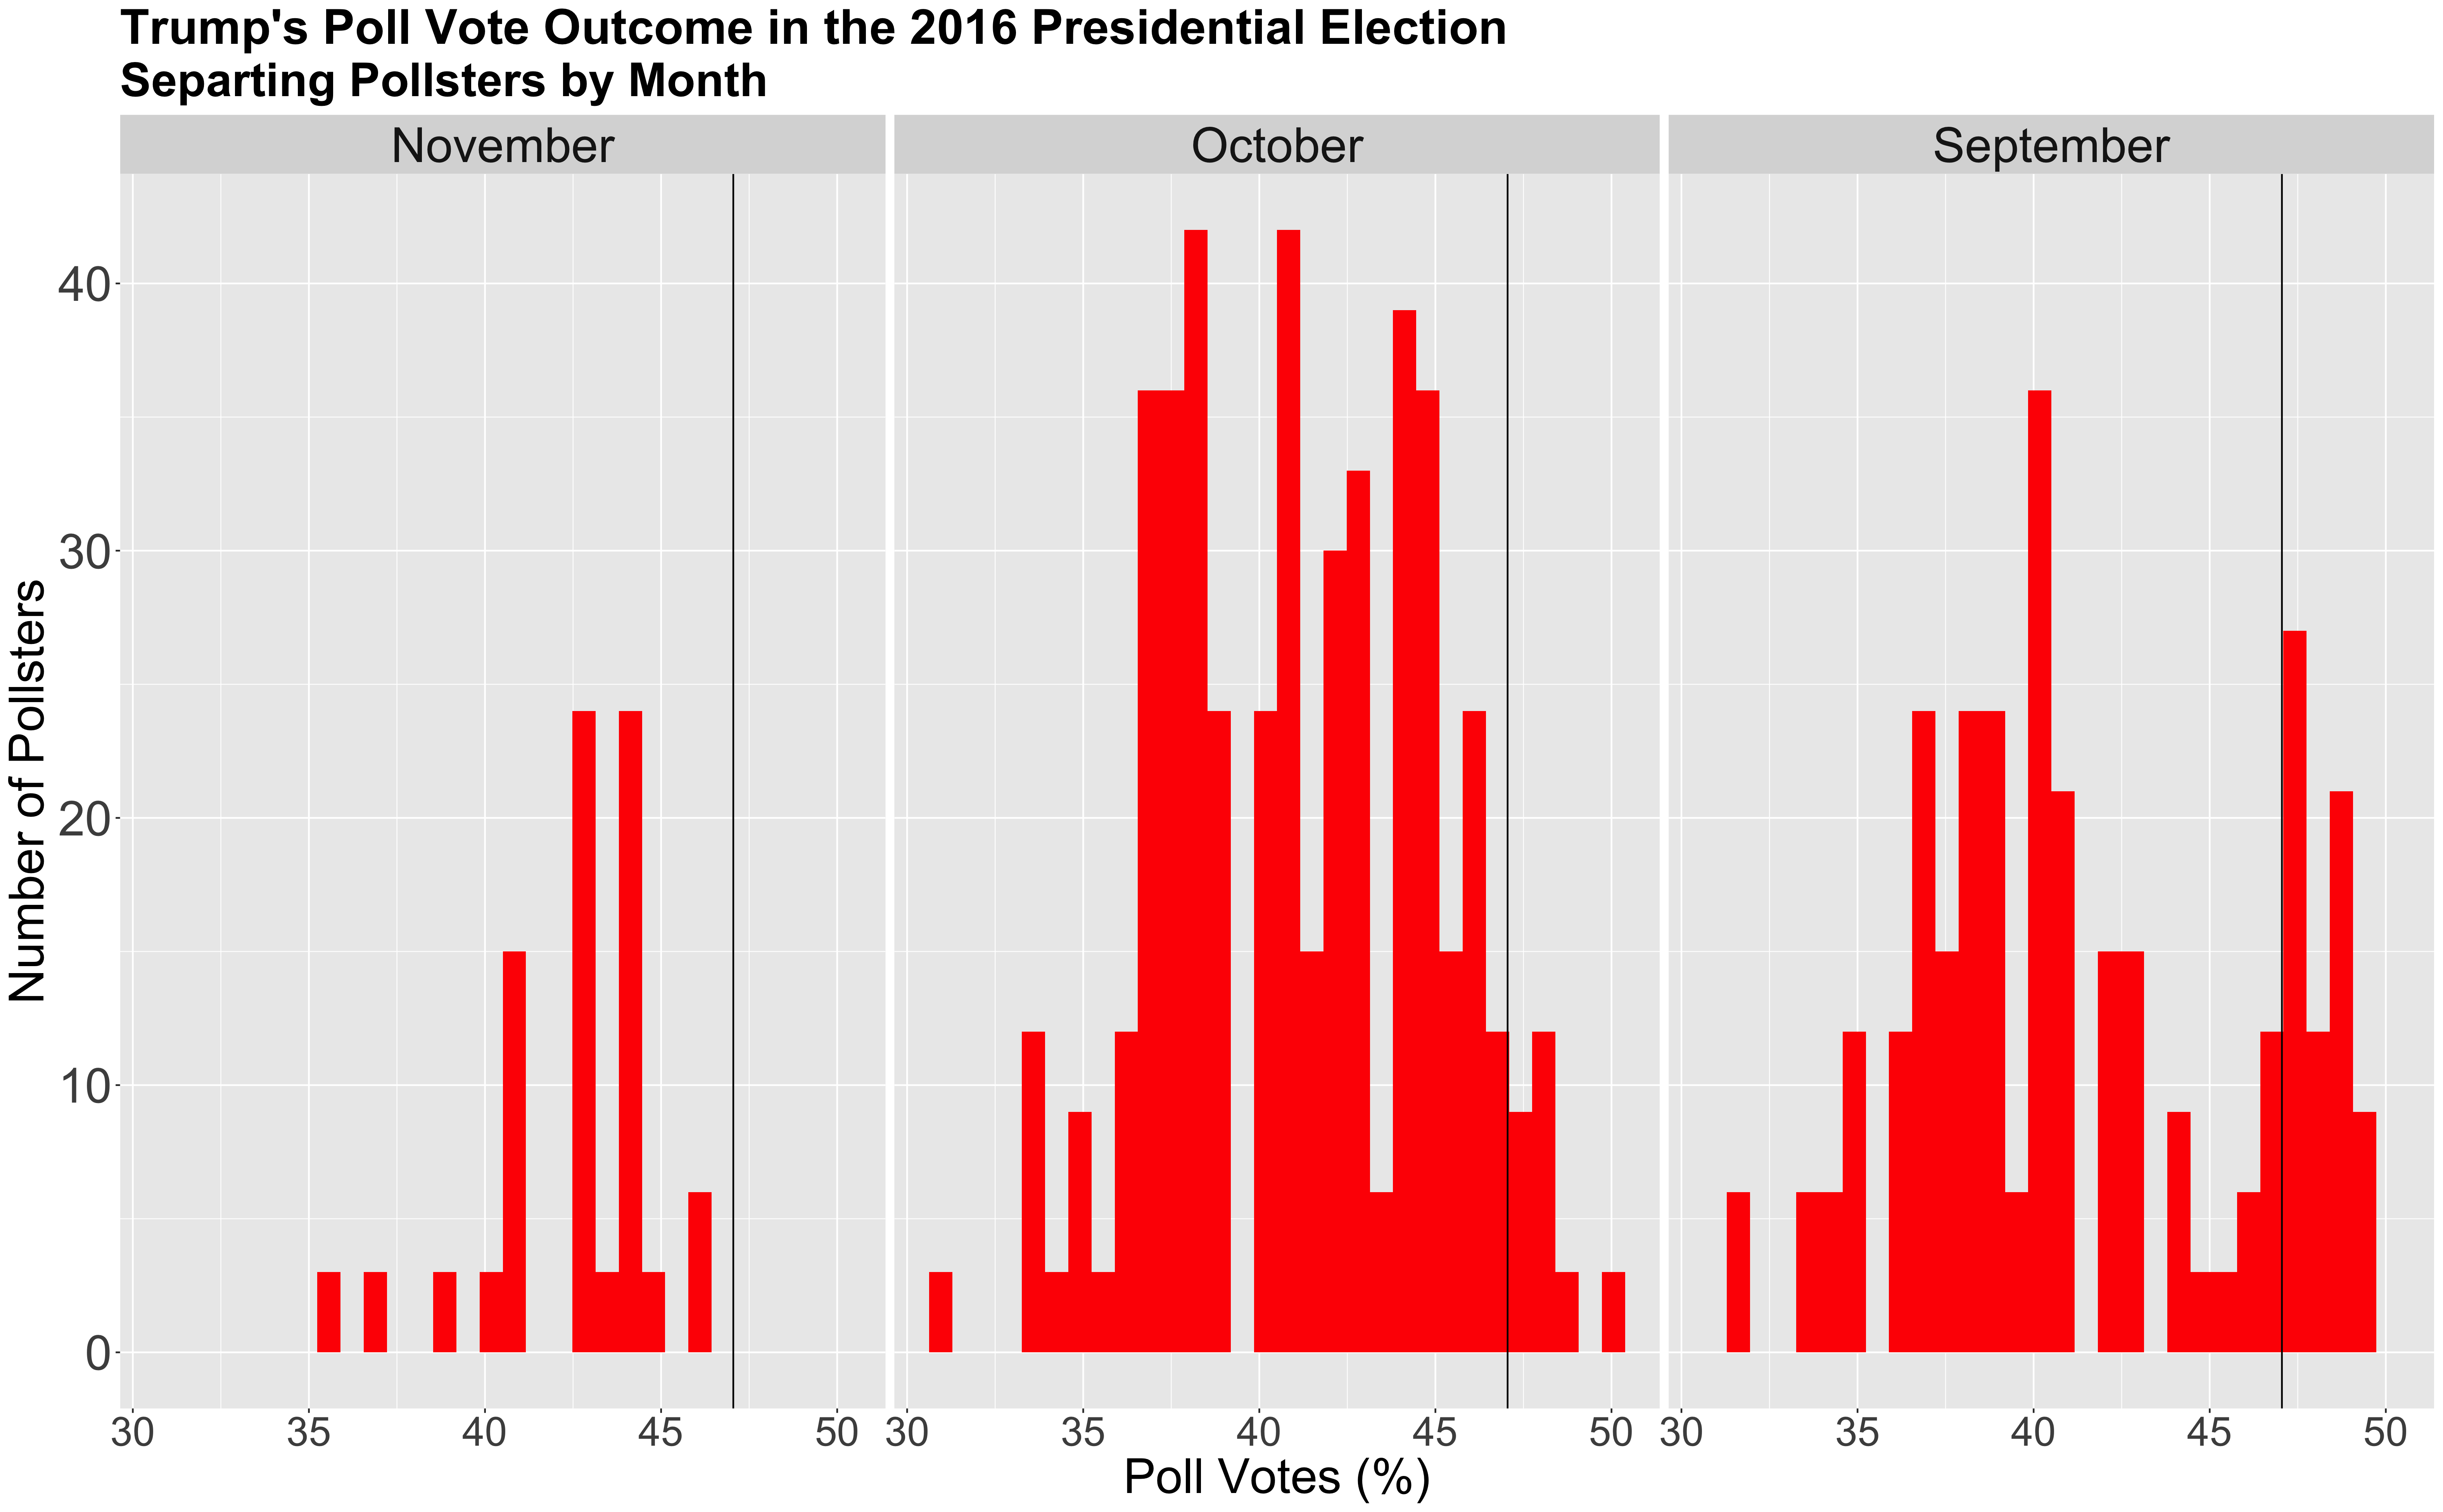 Trump's Poll Vote Outcome in the 2016 Presidential Election
Separting Pollsters by Month
November
October
September
40
30
20
10
0
Number of Pollsters
30 35 40 45 50 30 35 40 45 50 30 35 40 45 50
Poll Votes (%)